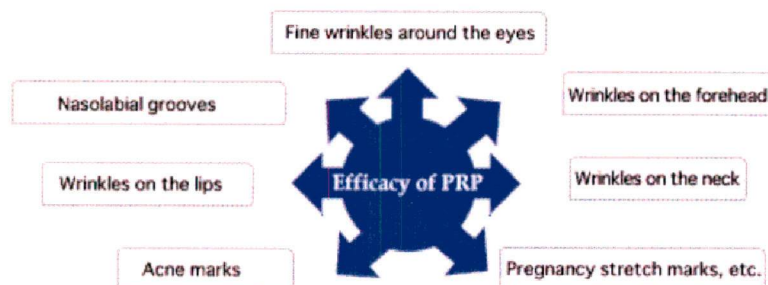 Fine wrinkles around the eyes
Nasolabial grooves
Wrinkles on the forehead
Wrinkles on the lips
Efficacy of PRP
Wrinkles on the neck
Acne marks
Pregnancy stretch marks, etc.